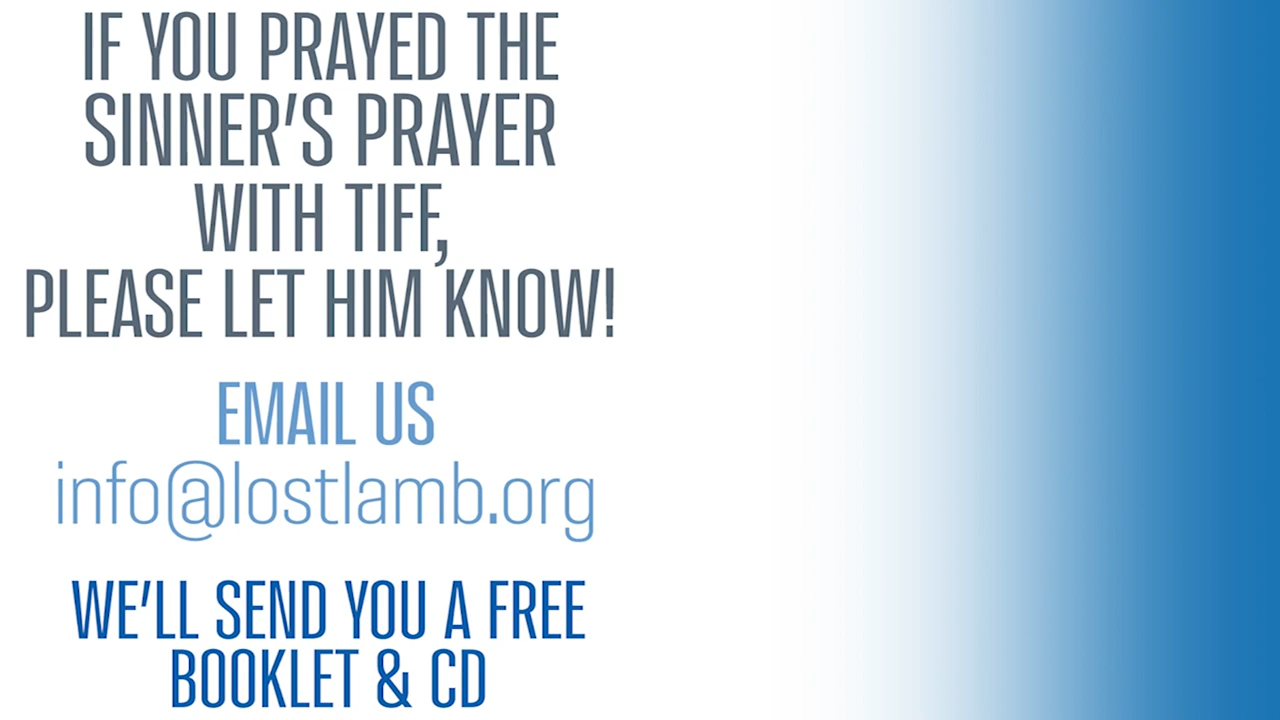 IF YOU PRAYED THE
SINNER’S PRAYER
WITH TIFF,
PLEASE LET HIM KNOW!
EMAIL US
info@lostlamb.org
WE’LL SEND YOU A FREE
BOOKLET & CD